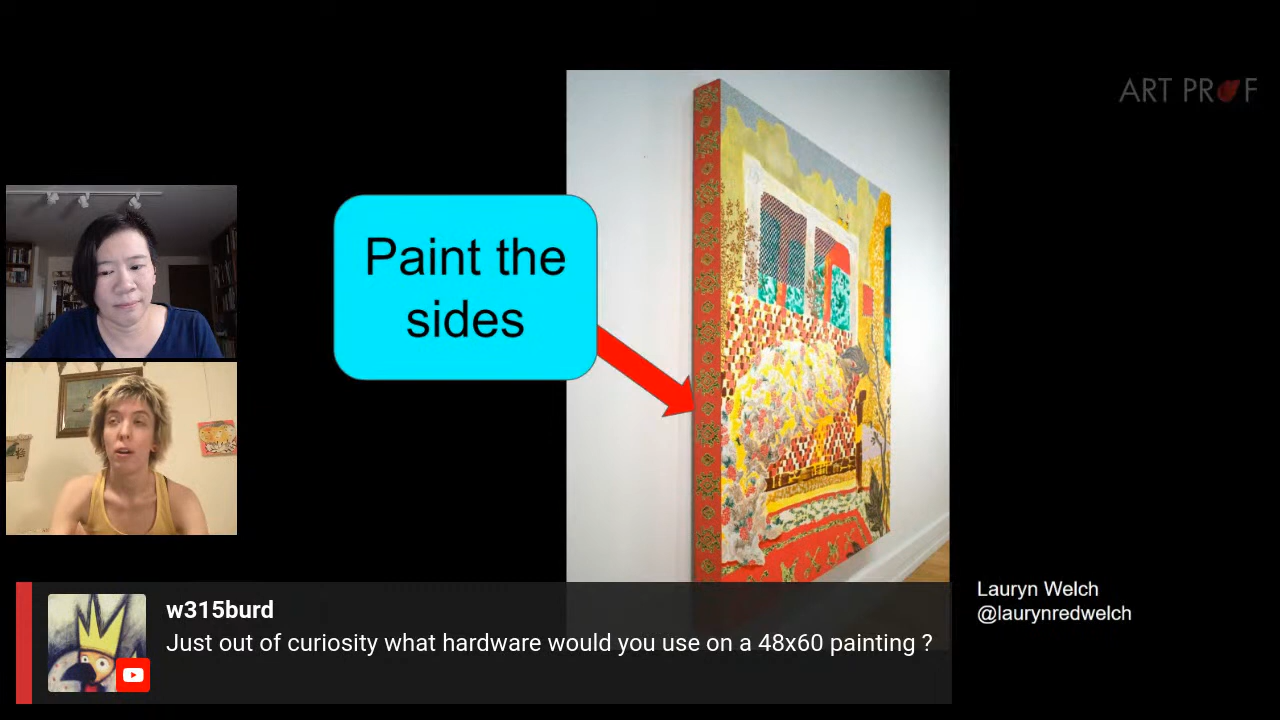 ART PROF
Paint the
sides
w315burd
Just out of curiosity what hardware would you use on a 48x60 painting ?
Lauryn Welch
@laurynredwelch